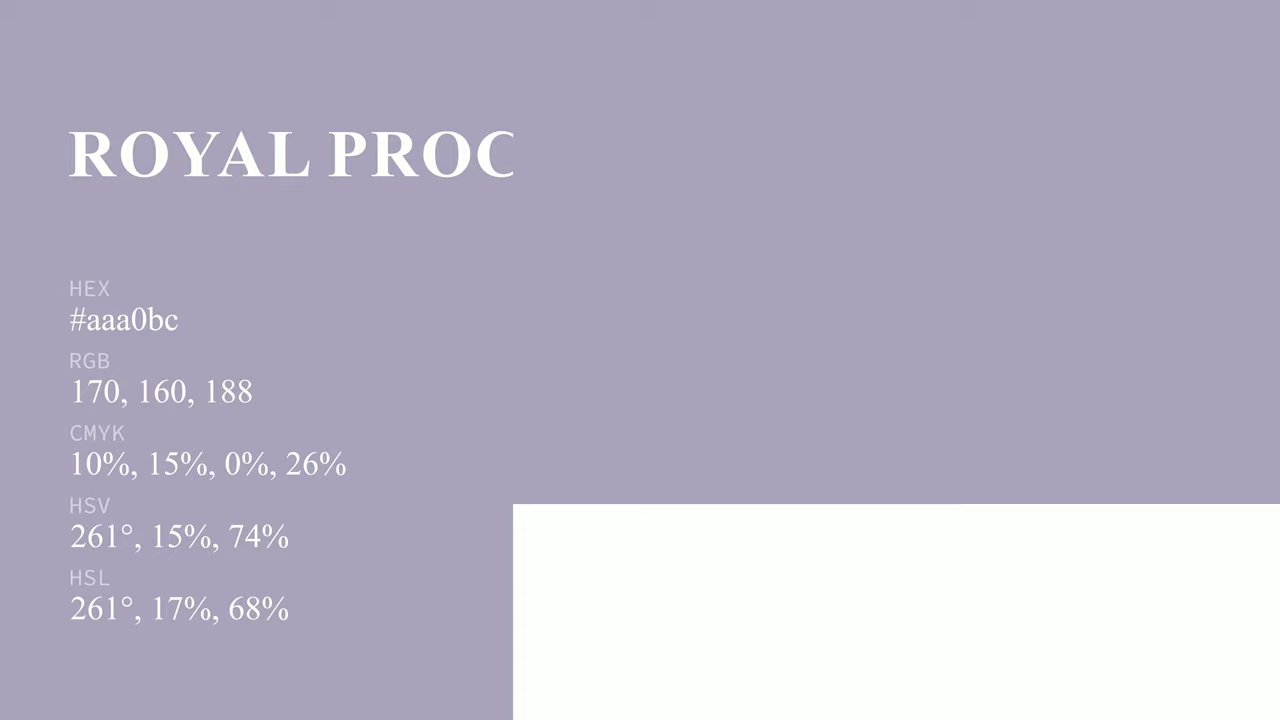 ROYAL PROC
HEX
#aaa0bc
RGB
170, 160, 188
CMYK
10%, 15%, 0%, 26%
HSV
261°, 15%, 74%
HSL
261°, 17%, 68%